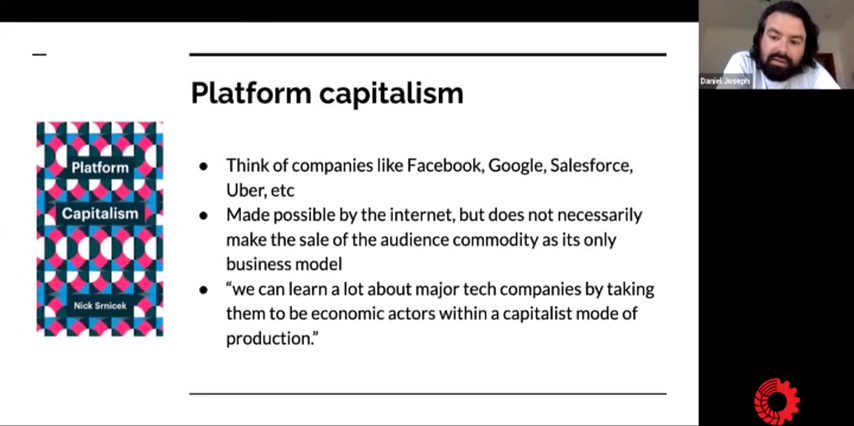 Platform capitalism
Platform
Capitalism
Nick Srnicek
● Think of companies like Facebook, Google, Salesforce,
Uber, etc
● Made possible by the internet, but does not necessarily
make the sale of the audience commodity as its only
business model
● “we can learn a lot about major tech companies by taking
them to be economic actors within a capitalist mode of
production.”
Daniel Joseph